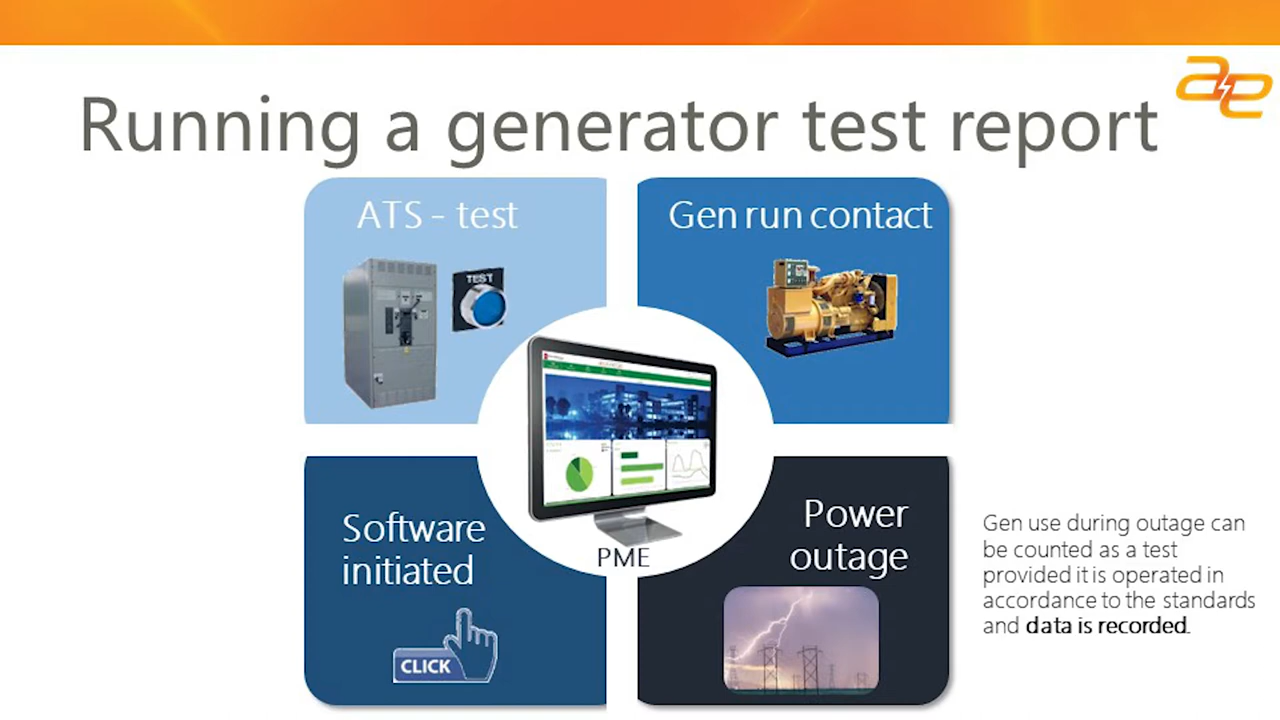 Running a generator test report
ae
ATS - test
TEST
Gen run contact
Software
initiated
CLICK
PME
Power
outage
Gen use during outage can
be counted as a test
provided it is operated in
accordance to the standards
and data is recorded.